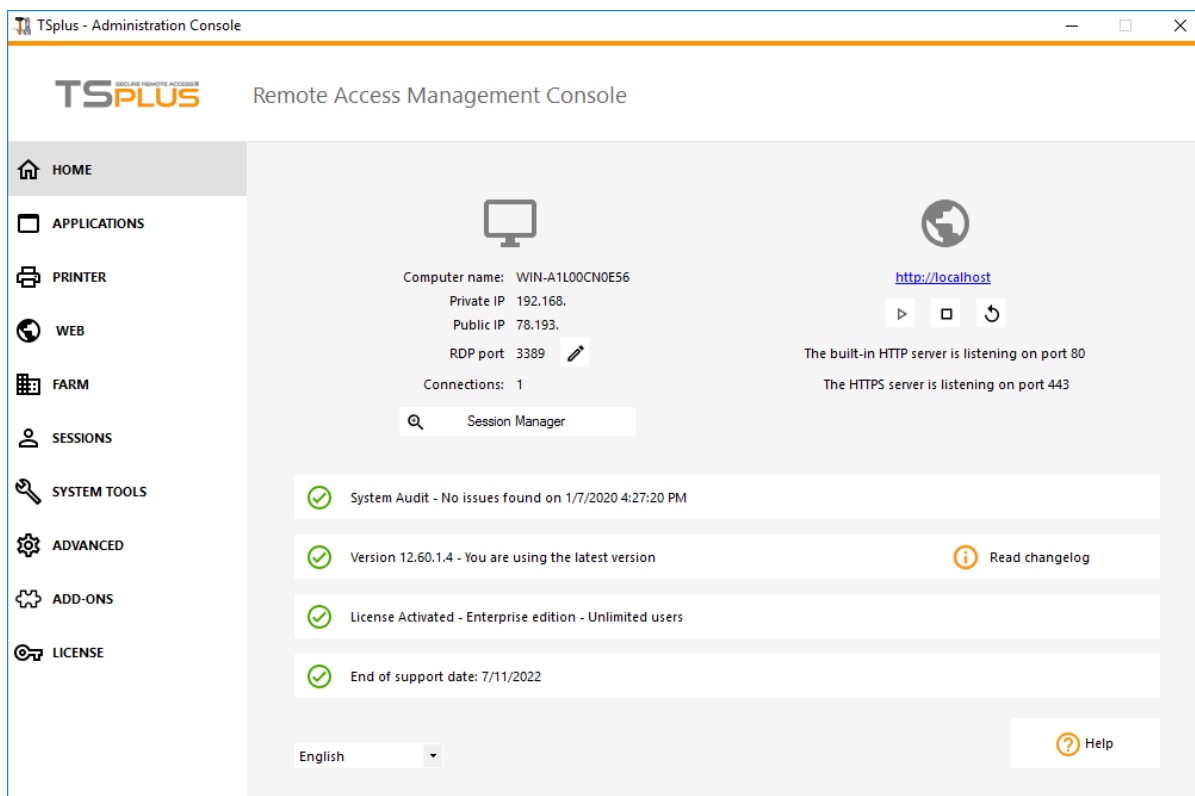 TSplus - Administration Console
TSPLUS SECURE REMOTE ACCESS®
Remote Access Management Console
HOME
APPLICATIONS
PRINTER
WEB
FARM
SESSIONS
SYSTEM TOOLS
ADVANCED
ADD-ONS
LICENSE
Computer name: WIN-A1L00CN0E56
Private IP 192.168.
Public IP 78.193.
RDP port 3389
Connections: 1
Session Manager
http://localhost
The built-in HTTP server is listening on port 80
The HTTPS server is listening on port 443
System Audit - No issues found on 1/7/2020 4:27:20 PM
Version 12.60.1.4 - You are using the latest version
Read changelog
License Activated - Enterprise edition - Unlimited users
End of support date: 7/11/2022
English
Help